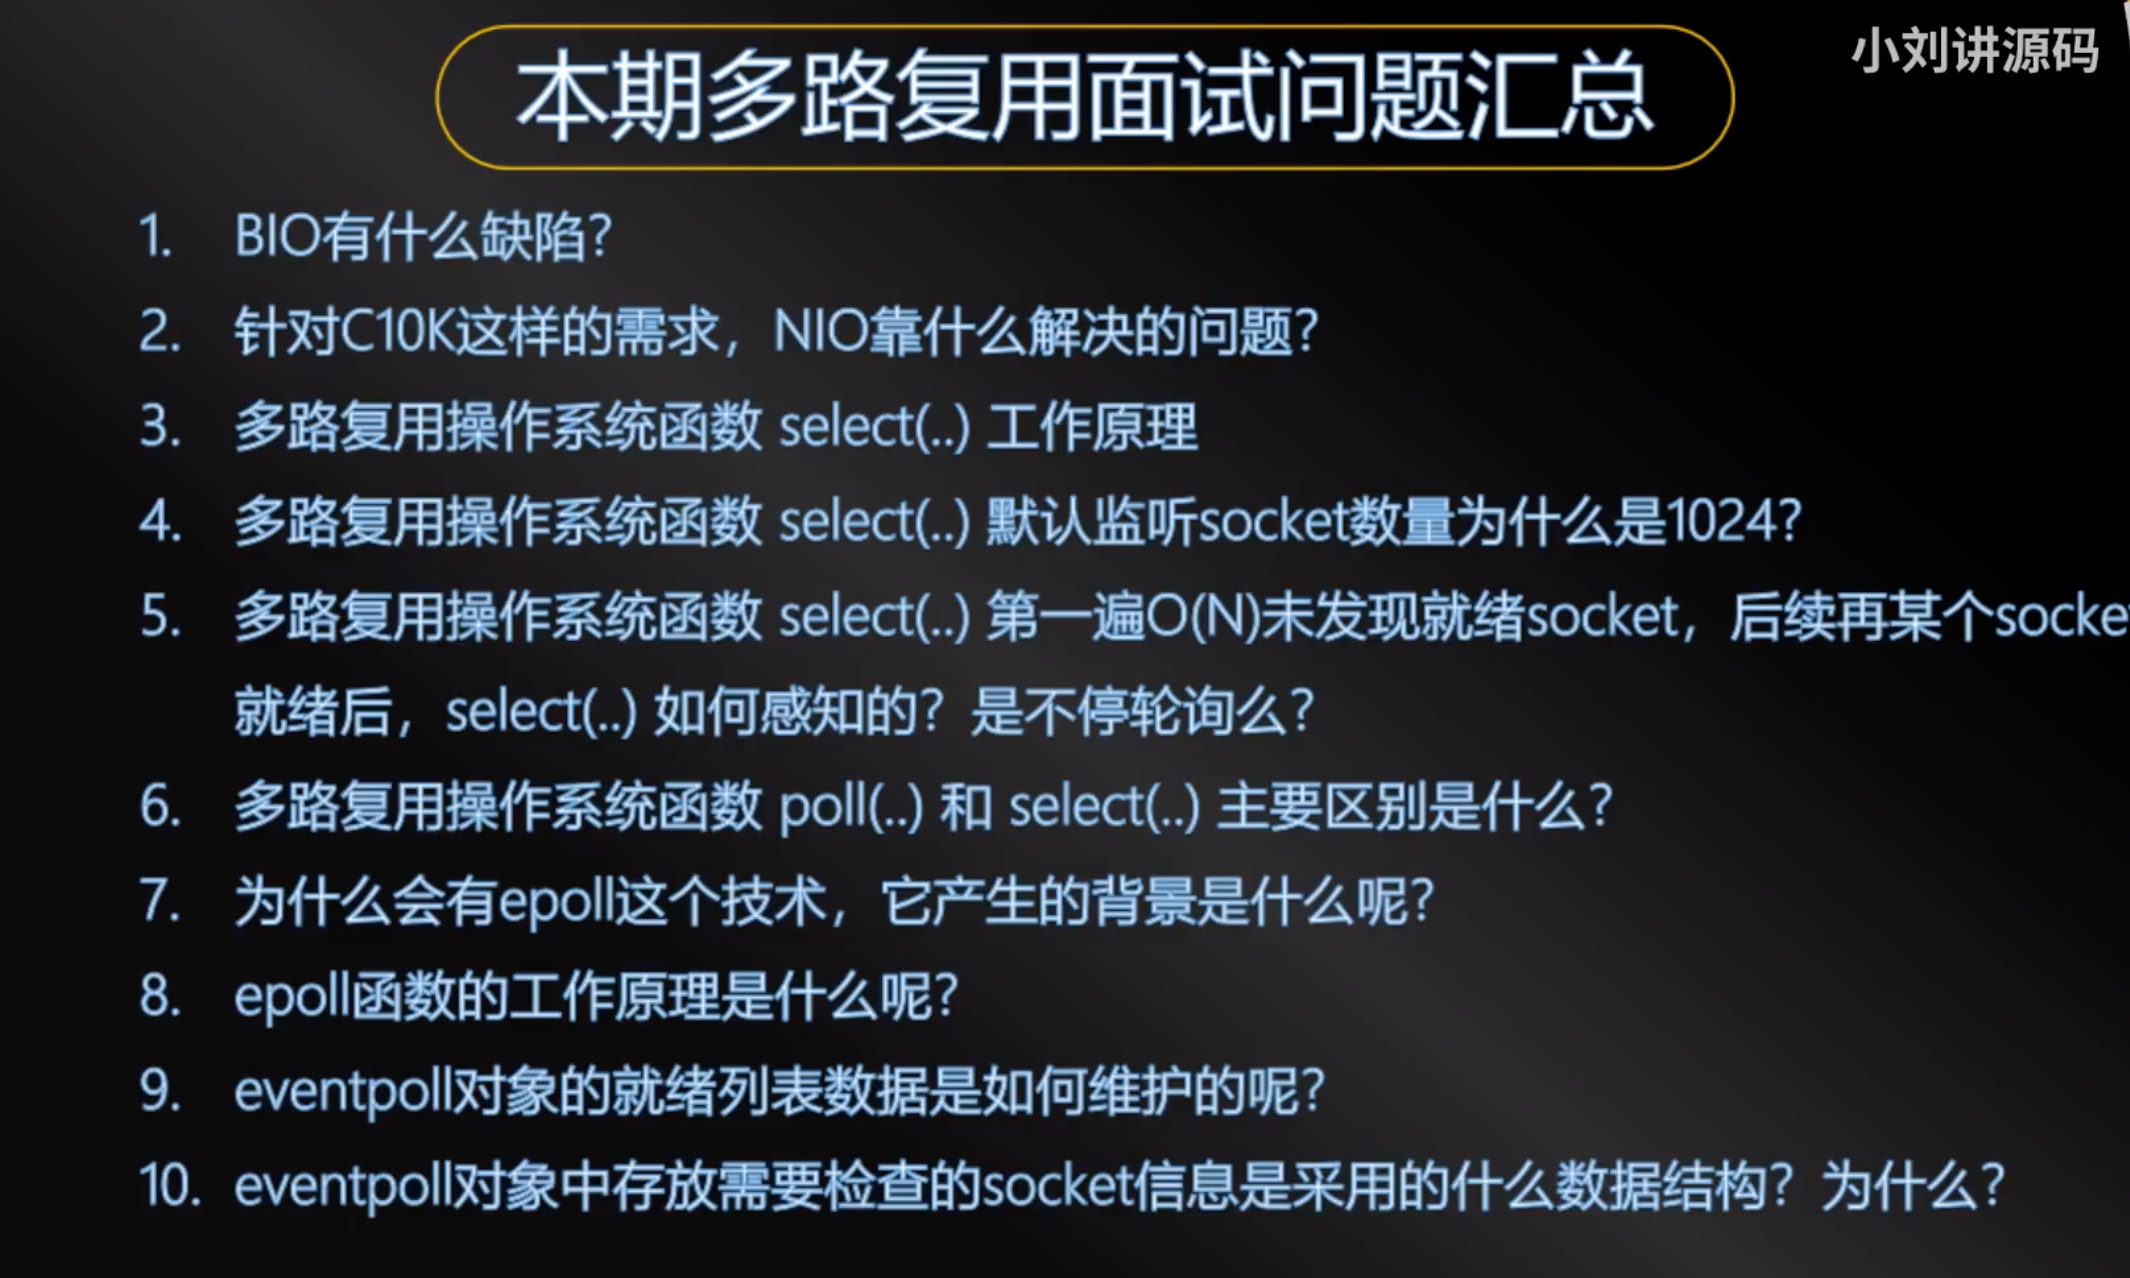 小刘讲源码
本期多路复用面试问题汇总
1. BIO有什么缺陷?
2. 针对C10K这样的需求，NIO靠什么解决的问题?
3. 多路复用操作系统函数 select(..) 工作原理
4. 多路复用操作系统函数 select(..) 默认监听socket数量为什么是1024?
5. 多路复用操作系统函数 select(..) 第一遍O(N)未发现就绪socket，后续再某个socket
就绪后，select(..) 如何感知的？是不停轮询么?
6. 多路复用操作系统函数 poll(..) 和 select(..) 主要区别是什么?
7. 为什么会有epoll这个技术，它产生的背景是什么呢?
8. epoll函数的工作原理是什么呢?
9. eventpoll对象的就绪列表数据是如何维护的呢?
10. eventpoll对象中存放需要检查的socket信息是采用的什么数据结构？为什么?